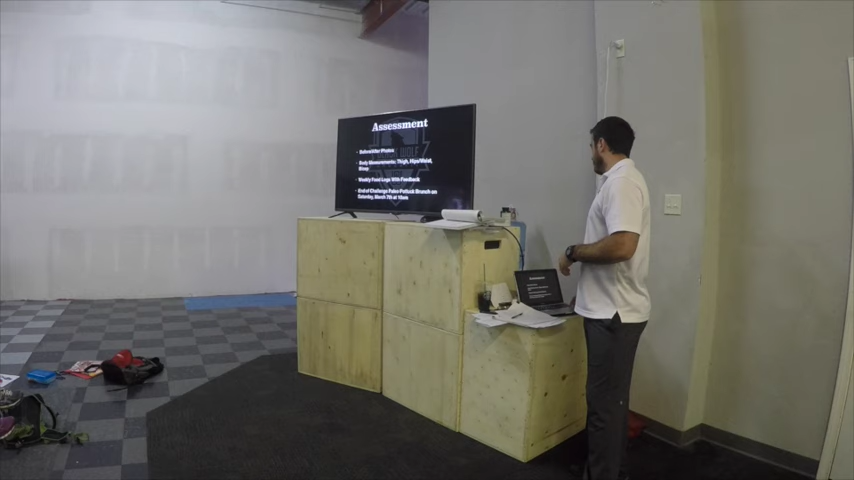 Assessment
- Before/After Photos
- Body Measurements: Thigh, Hips/Waist,
Bicep
- Weekly Food Logs With Feedback
- End of Challenge Paleo Potluck Brunch on
Saturday, March 7th at 10am